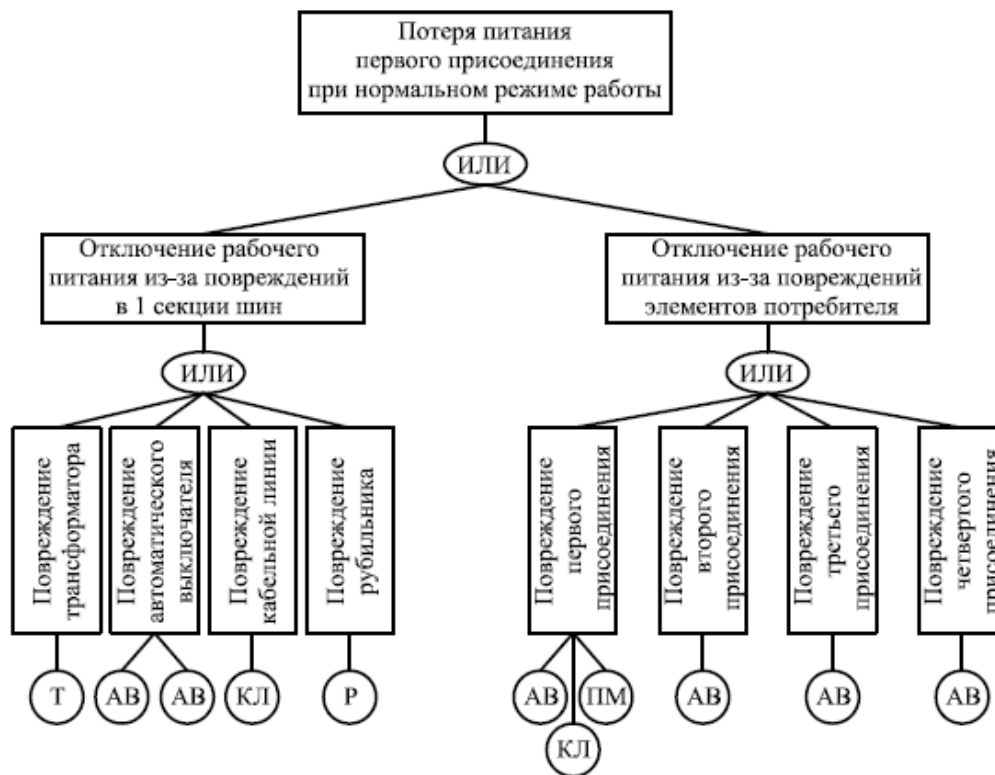 Потеря питания
первого присоединения
при нормальном режиме работы
ИЛИ
Отключение рабочего
питания из-за повреждений
в 1 секции шин
Отключение рабочего
питания из-за повреждений
элементов потребителя
ИЛИ
ИЛИ
Повреждение
трансформатора
Повреждение
автоматического
выключателя
Повреждение
кабельной линии
Повреждение
рубильника
Повреждение
первого
присоединения
Повреждение
второго
присоединения
Повреждение
третьего
присоединения
Повреждение
четвертого
присоединения
Т
АВ
АВ
КЛ
Р
АВ
КЛ
ПМ
АВ
АВ
АВ